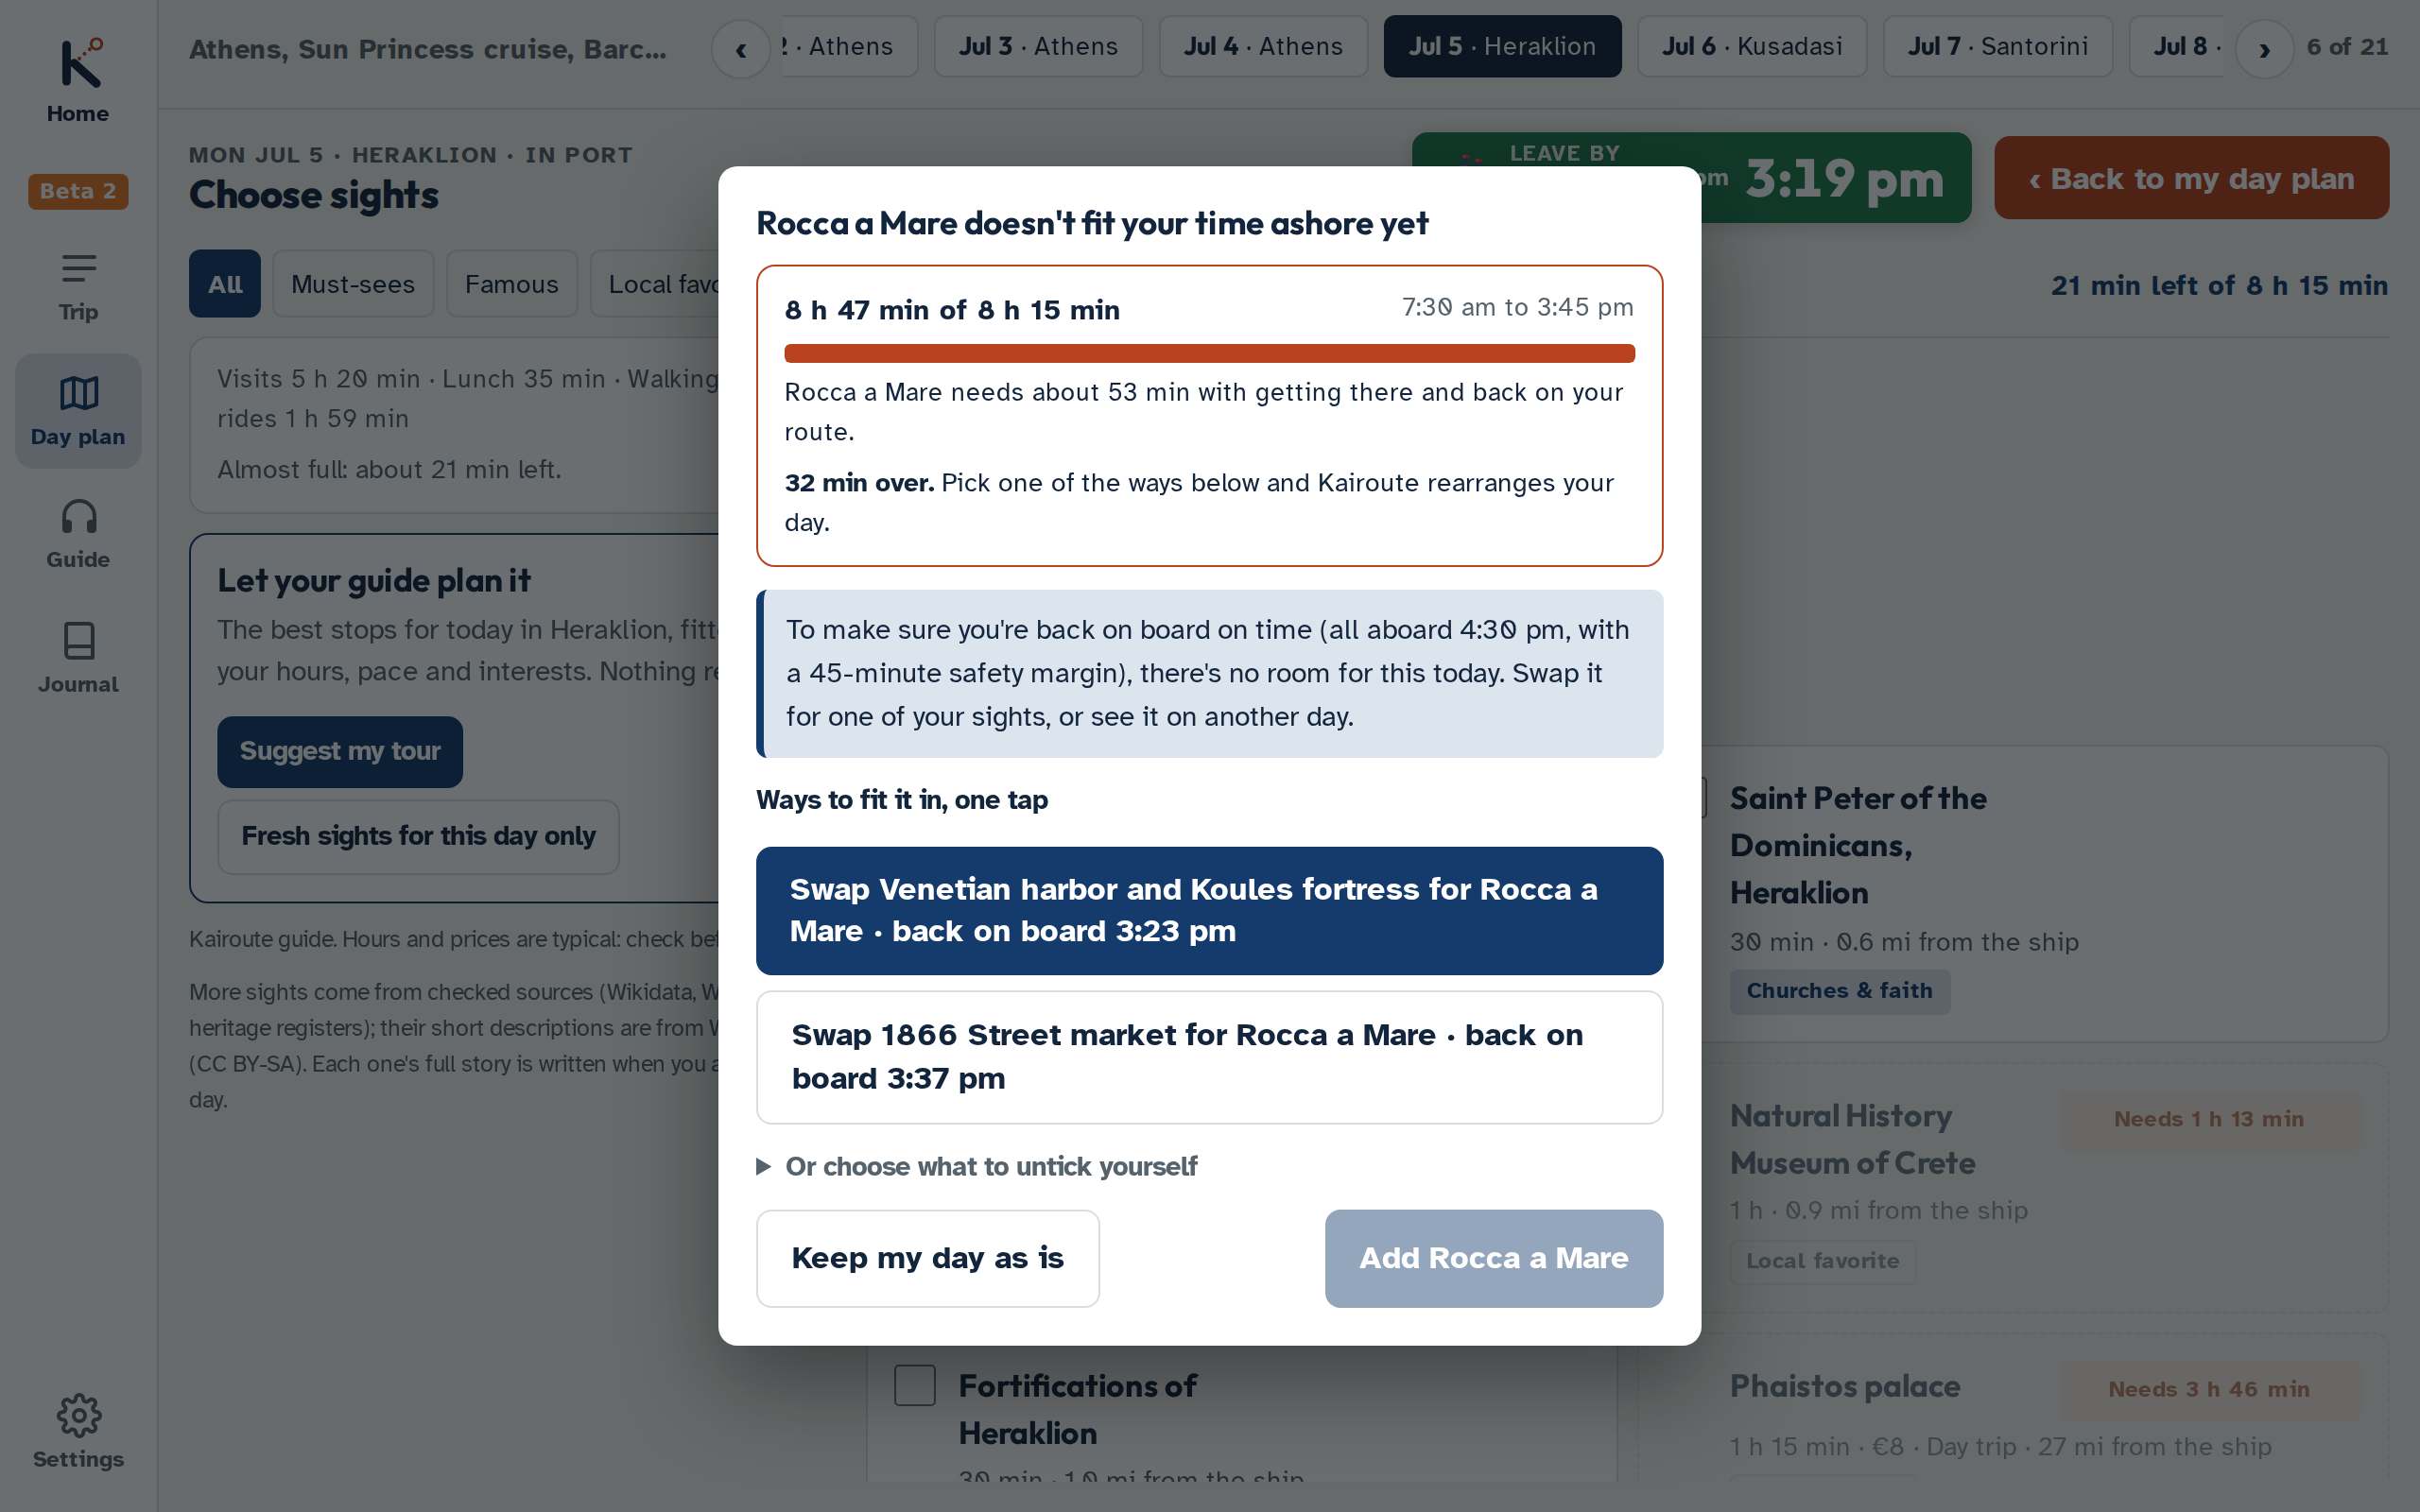 Athens, Sun Princess cruise, Barc...
‹
· Athens
Jul 3 · Athens
Jul 4 · Athens
Jul 5 · Heraklion
Jul 6 · Kusadasi
Jul 7 · Santorini
Jul 8 ·
›
6 of 21
Home
Beta 2
Trip
Day plan
Guide
Journal
Settings
MON JUL 5 · HERAKLION · IN PORT
Choose sights
LEAVE BY
3:19 pm
‹ Back to my day plan
All
Must-sees
Famous
Local
21 min left of 8 h 15 min
Visits 5 h 20 min · Lunch 35 min · Walking
rides 1 h 59 min
Almost full: about 21 min left.
Let your guide plan it
The best stops for today in Heraklion,
your hours, pace and interests. Nothing
Suggest my tour
Fresh sights for this day only
Kairoute guide. Hours and prices are typical: check
More sights come from checked sources (Wikidata,
heritage registers); their short descriptions are from
(CC BY-SA). Each one's full story is written when you
day.
Rocca a Mare doesn't fit your time ashore yet
8 h 47 min of 8 h 15 min
7:30 am to 3:45 pm
Rocca a Mare needs about 53 min with getting there and back on your
route.
32 min over. Pick one of the ways below and Kairoute rearranges your
day.
To make sure you're back on board on time (all aboard 4:30 pm, with
a 45-minute safety margin), there's no room for this today. Swap it
for one of your sights, or see it on another day.
Ways to fit it in, one tap
Swap Venetian harbor and Koules fortress for Rocca a
Mare · back on board 3:23 pm
Swap 1866 Street market for Rocca a Mare · back on
board 3:37 pm
Or choose what to untick yourself
Keep my day as is
Add Rocca a Mare
Saint Peter of the
Dominicans,
Heraklion
30 min · 0.6 mi from the ship
Churches & faith
Natural History
Museum of Crete
Needs 1 h 13 min
1 h · 0.9 mi from the ship
Local favorite
Fortifications of
Heraklion
30 min · 1.0 mi from the ship
Phaistos palace
Needs 3 h 46 min
1 h 15 min · €8 · Day trip · 27 mi from the ship